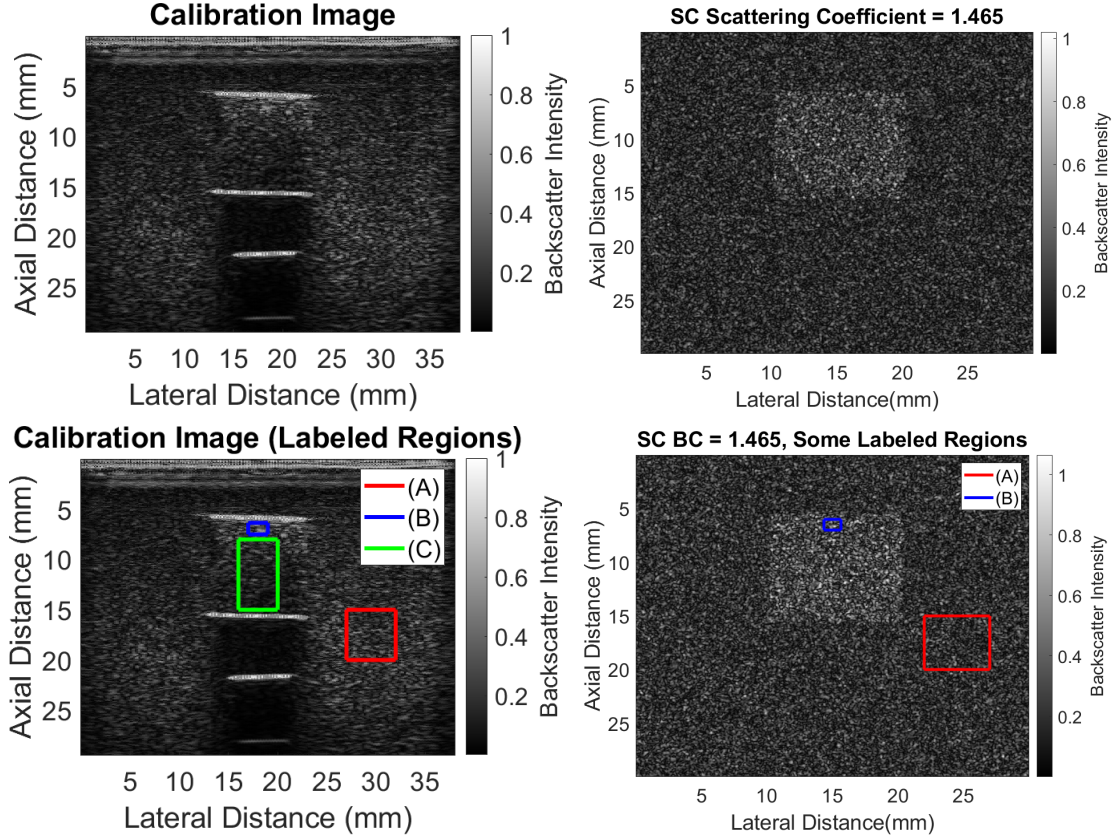 Calibration Image
Axial Distance (mm)
5
10
15
20
25
5 10 15 20 25 30 35
Lateral Distance (mm)
1
0.8
0.6
0.4
0.2
Backscatter Intensity
SC Scattering Coefficient = 1.465
Axial Distance (mm)
5
10
15
20
25
5 10 15 20 25
Lateral Distance(mm)
1
0.8
0.6
0.4
0.2
Backscatter Intensity
Calibration Image (Labeled Regions)
Axial Distance (mm)
5
10
15
20
25
(A)
(B)
(C)
5 10 15 20 25 30 35
Lateral Distance (mm)
1
0.8
0.6
0.4
0.2
Backscatter Intensity
SC BC = 1.465, Some Labeled Regions
Axial Distance (mm)
5
10
15
20
25
(A)
(B)
5 10 15 20 25
Lateral Distance(mm)
1
0.8
0.6
0.4
0.2
Backscatter Intensity